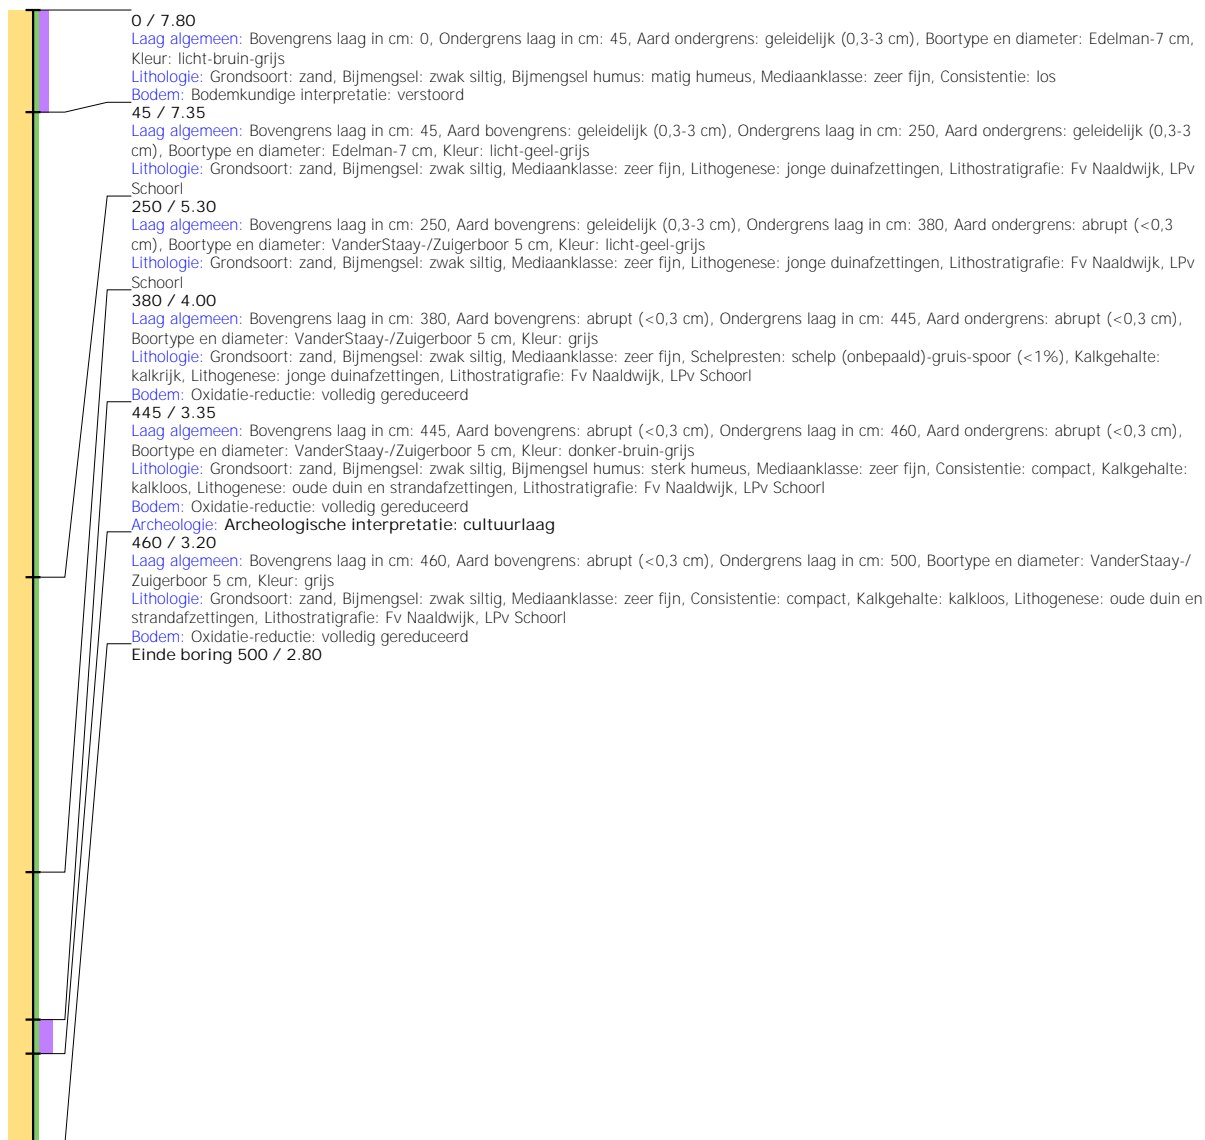 0 / 7.80
Laag algemeen: Bovengrens laag in cm: 0, Ondergrens laag in cm: 45, Aard ondergrens: geleidelijk (0,3-3 cm), Boortype en diameter: Edelman-7 cm,
Kleur: licht-bruin-grijs
Lithologie: Grondsoort: zand, Bijmengsel: zwak siltig, Bijmengsel humus: matig humeus, Mediaanklasse: zeer fijn, Consistentie: los
Bodem: Bodemkundige interpretatie: verstoord
45 / 7.35
Laag algemeen: Bovengrens laag in cm: 45, Aard bovengrens: geleidelijk (0,3-3 cm), Ondergrens laag in cm: 250, Aard ondergrens: geleidelijk (0,3-3
cm), Boortype en diameter: Edelman-7 cm, Kleur: licht-geel-grijs
Lithologie: Grondsoort: zand, Bijmengsel: zwak siltig, Mediaanklasse: zeer fijn, Lithogenese: jonge duinafzettingen, Lithostratigrafie: Fv Naaldwijk, LPv
Schoorl
250 / 5.30
Laag algemeen: Bovengrens laag in cm: 250, Aard bovengrens: geleidelijk (0,3-3 cm), Ondergrens laag in cm: 380, Aard ondergrens: abrupt (<0,3
cm), Boortype en diameter: VanderStaay-/Zuigerboor 5 cm, Kleur: licht-geel-grijs
Lithologie: Grondsoort: zand, Bijmengsel: zwak siltig, Mediaanklasse: zeer fijn, Lithogenese: jonge duinafzettingen, Lithostratigrafie: Fv Naaldwijk, LPv
Schoorl
380 / 4.00
Laag algemeen: Bovengrens laag in cm: 380, Aard bovengrens: abrupt (<0,3 cm), Ondergrens laag in cm: 445, Aard ondergrens: abrupt (<0,3 cm),
Boortype en diameter: VanderStaay-/Zuigerboor 5 cm, Kleur: grijs
Lithologie: Grondsoort: zand, Bijmengsel: zwak siltig, Mediaanklasse: zeer fijn, Schelpresten: schelp (onbepaald)-gruis-spoor (<1%), Kalkgehalte:
kalkrijk, Lithogenese: jonge duinafzettingen, Lithostratigrafie: Fv Naaldwijk, LPv Schoorl
Bodem: Oxidatie-reductie: volledig gereduceerd
445 / 3.35
Laag algemeen: Bovengrens laag in cm: 445, Aard bovengrens: abrupt (<0,3 cm), Ondergrens laag in cm: 460, Aard ondergrens: abrupt (<0,3 cm),
Boortype en diameter: VanderStaay-/Zuigerboor 5 cm, Kleur: donker-bruin-grijs
Lithologie: Grondsoort: zand, Bijmengsel: zwak siltig, Bijmengsel humus: sterk humeus, Mediaanklasse: zeer fijn, Consistentie: compact, Kalkgehalte:
kalkloos, Lithogenese: oude duin en strandafzettingen, Lithostratigrafie: Fv Naaldwijk, LPv Schoorl
Bodem: Oxidatie-reductie: volledig gereduceerd
Archeologie: Archeologische interpretatie: cultuurlaag
460 / 3.20
Laag algemeen: Bovengrens laag in cm: 460, Aard bovengrens: abrupt (<0,3 cm), Ondergrens laag in cm: 500, Boortype en diameter: VanderStaay-/
Zuigerboor 5 cm, Kleur: grijs
Lithologie: Grondsoort: zand, Bijmengsel: zwak siltig, Mediaanklasse: zeer fijn, Consistentie: compact, Kalkgehalte: kalkloos, Lithogenese: oude duin en
strandafzettingen, Lithostratigrafie: Fv Naaldwijk, LPv Schoorl
Bodem: Oxidatie-reductie: volledig gereduceerd
Einde boring 500 / 2.80